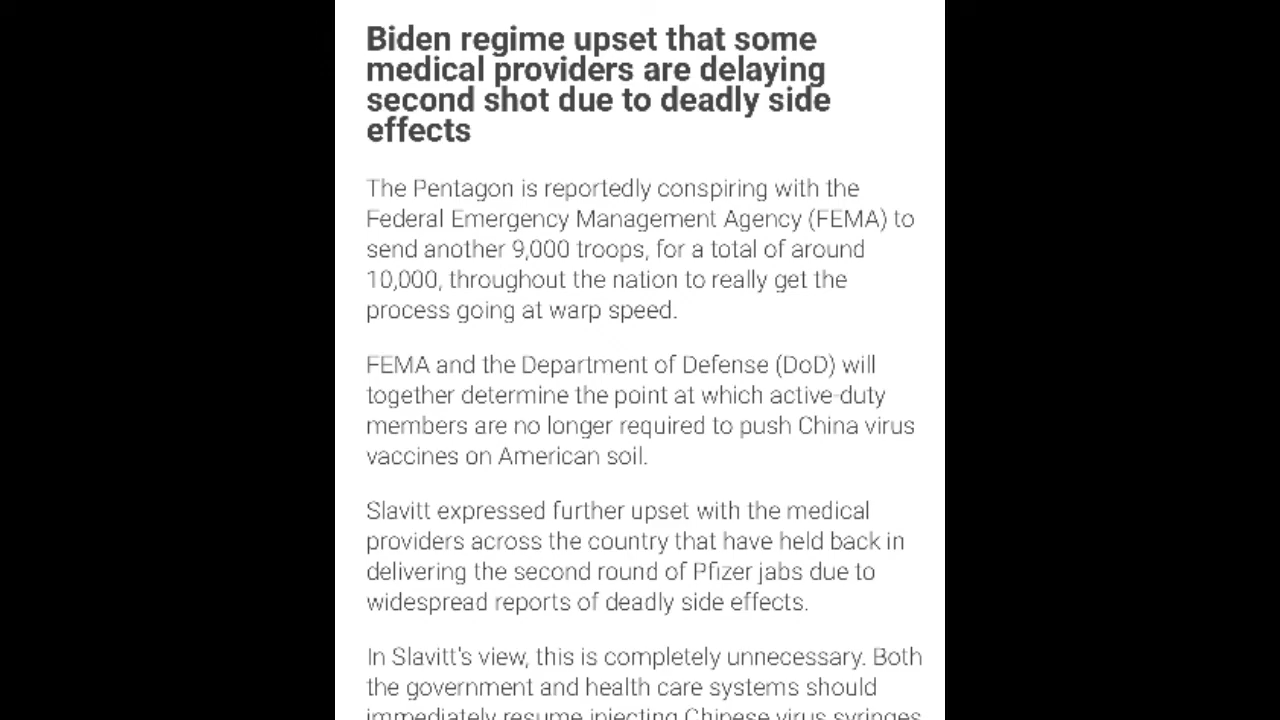 Biden regime upset that some
medical providers are delaying
second shot due to deadly side
effects
The Pentagon is reportedly conspiring with the
Federal Emergency Management Agency (FEMA) to
send another 9,000 troops, for a total of around
10,000, throughout the nation to really get the
process going at warp speed.
FEMA and the Department of Defense (DoD) will
together determine the point at which active-duty
members are no longer required to push China virus
vaccines on American soil.
Slavitt expressed further upset with the medical
providers across the country that have held back in
delivering the second round of Pfizer jabs due to
widespread reports of deadly side effects.
In Slavitt's view, this is completely unnecessary. Both
the government and health care systems should
immediately resume injecting Chinese virus syringes